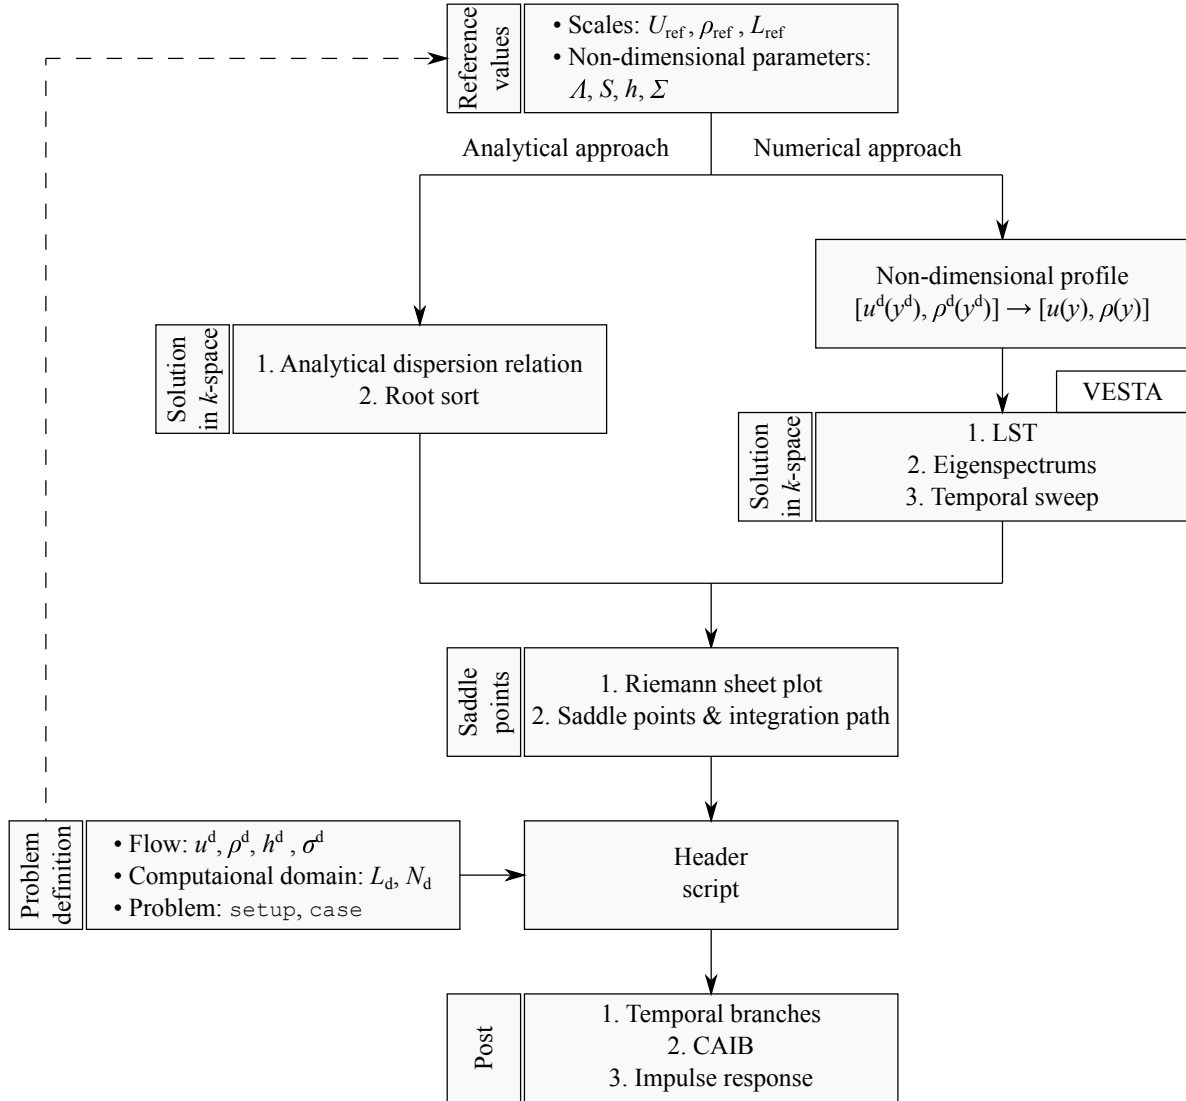 Reference
values
• Scales: U_ref, ρ_ref, L_ref
• Non-dimensional parameters:
Λ, S, h, Σ
Analytical approach
Numerical approach
Non-dimensional profile
[u^d(y^d), ρ^d(y^d)] → [u(y), ρ(y)]
Solution
in k-space
1. Analytical dispersion relation
2. Root sort
VESTA
Solution
in k-space
1. LST
2. Eigenspectrums
3. Temporal sweep
Saddle
points
1. Riemann sheet plot
2. Saddle points & integration path
Problem
definition
• Flow: u^d, ρ^d, h^d, σ^d
• Computaional domain: L_d, N_d
• Problem: setup, case
Header
script
Post
1. Temporal branches
2. CAIB
3. Impulse response